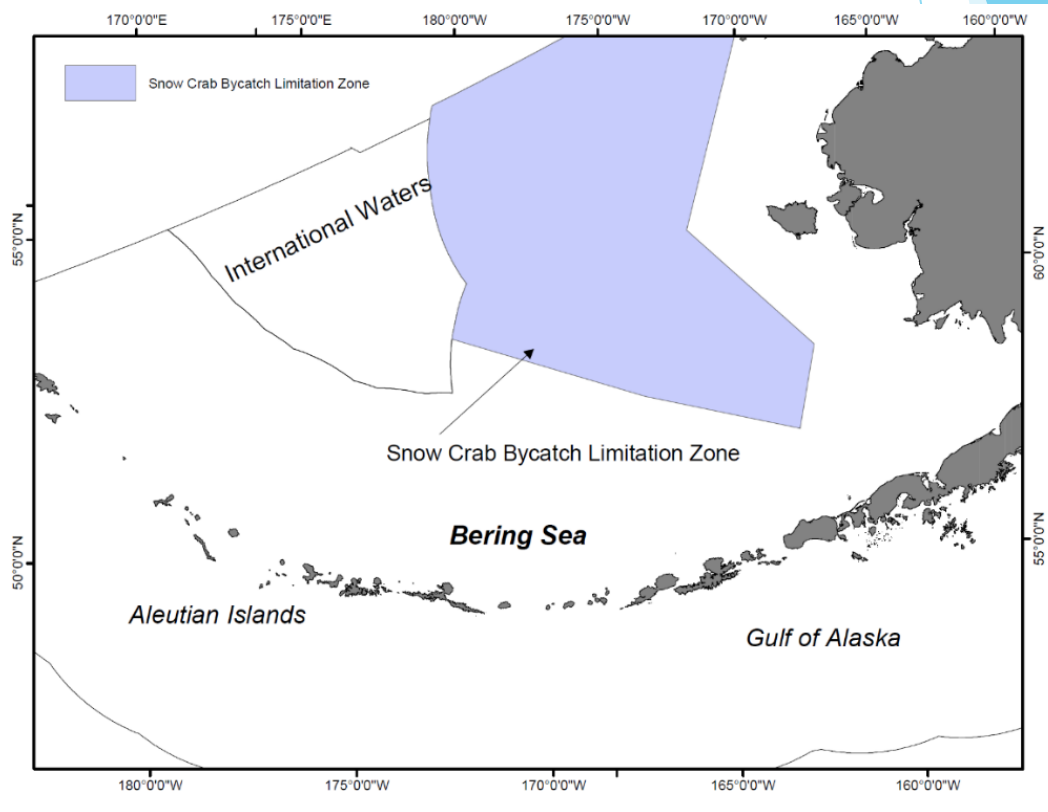 170°0'0"E 175°0'0"W 180°0'0"W 175°0'0"W 170°0'0"W 165°0'0"W 160°0'0"W
Snow Crab Bycatch Limitation Zone
International Waters
55°0'0"N
60°0'0"N
Snow Crab Bycatch Limitation Zone
Bering Sea
50°0'0"N
55°0'0"N
Aleutian Islands
Gulf of Alaska
180°0'0"W 175°0'0"W 170°0'0"W 165°0'0"W 160°0'0"W